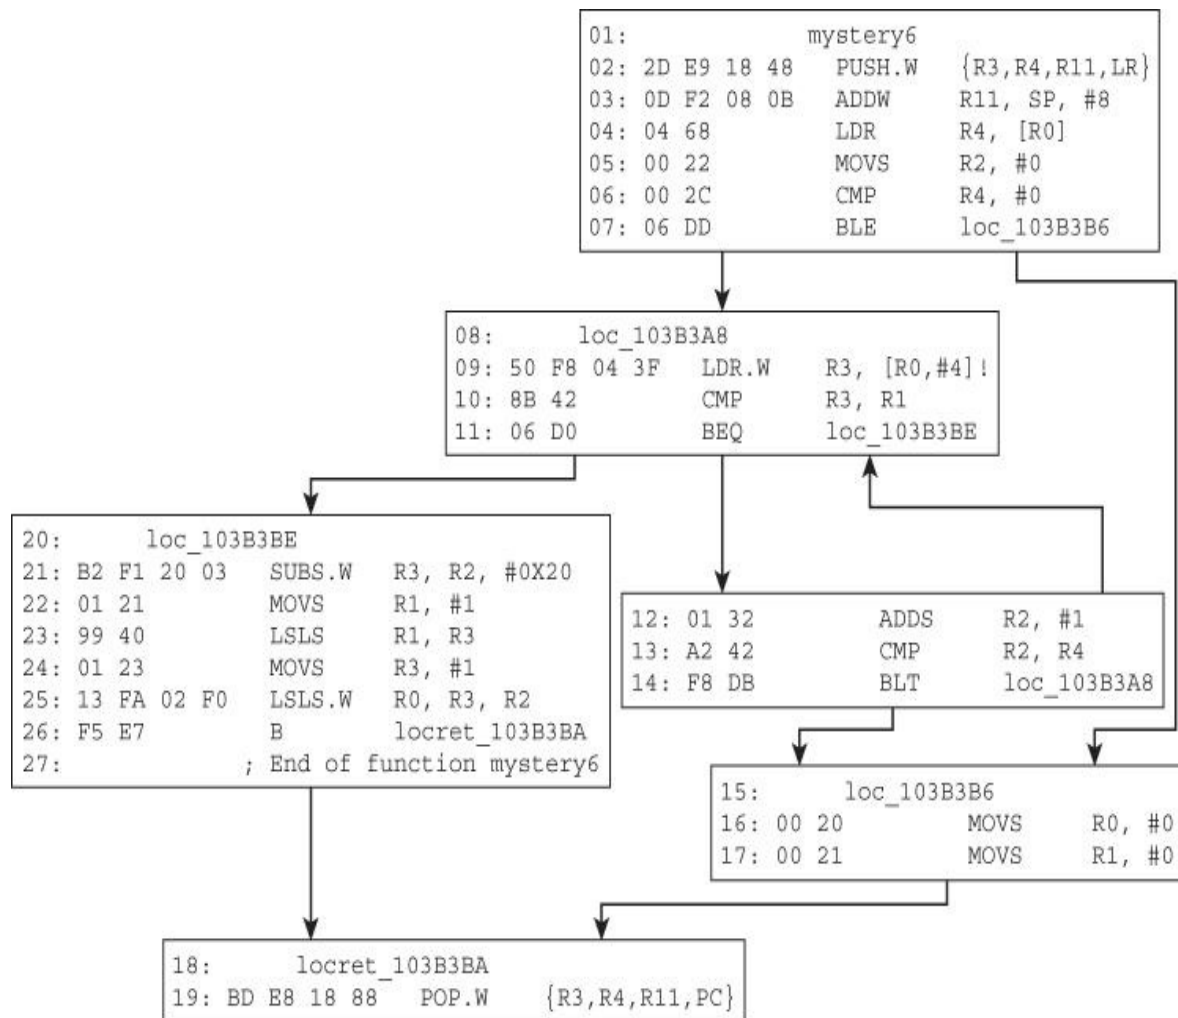 01: mystery6
02: 2D E9 18 48 PUSH.W {R3,R4,R11,LR}
03: 0D F2 08 0B ADDW R11, SP, #8
04: 04 68 LDR R4, [R0]
05: 00 22 MOVS R2, #0
06: 00 2C CMP R4, #0
07: 06 DD BLE loc_103B3B6
08: loc_103B3A8
09: 50 F8 04 3F LDR.W R3, [R0,#4]!
10: 8B 42 CMP R3, R1
11: 06 D0 BEQ loc_103B3BE
12: 01 32 ADDS R2, #1
13: A2 42 CMP R2, R4
14: F8 DB BLT loc_103B3A8
15: loc_103B3B6
16: 00 20 MOVS R0, #0
17: 00 21 MOVS R1, #0
18: locret_103B3BA
19: BD E8 18 88 POP.W {R3,R4,R11,PC}
20: loc_103B3BE
21: B2 F1 20 03 SUBS.W R3, R2, #0X20
22: 01 21 MOVS R1, #1
23: 99 40 LSLS R1, R3
24: 01 23 MOVS R3, #1
25: 13 FA 02 F0 LSLS.W R0, R3, R2
26: F5 E7 B locret_103B3BA
27: ; End of function mystery6